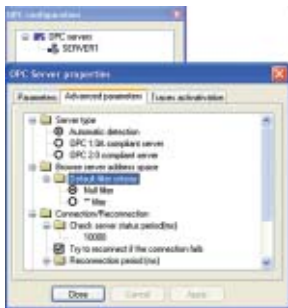 OPC configuration
OPC servers
SERVER1
OPC Server properties
Parameters
Advanced parameters
Traces activation
Server type
Automatic detection
OPC 1.0A compliant server
OPC 2.0 compliant server
Browse server address space
Default filter criteria
Null filter
"" filter
Connection/Reconnection
Check server status period(ms)
10000
Try to reconnect if the connection fails
Reconnection period (ms)
Close
Cancel
Apply